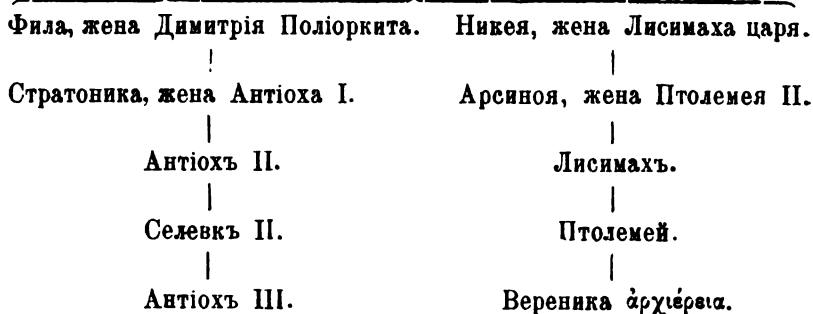 Фила, жена Димитрія Поліоркита. Никея, жена Лисимаха царя.
Стратоника, жена Антіоха I. Арсиноя, жена Птолемея II.
Антіохъ II. Лисимахъ.
Селевкъ II. Птолемей.
Антіохъ III. Вереника ἀρχιέρεια.